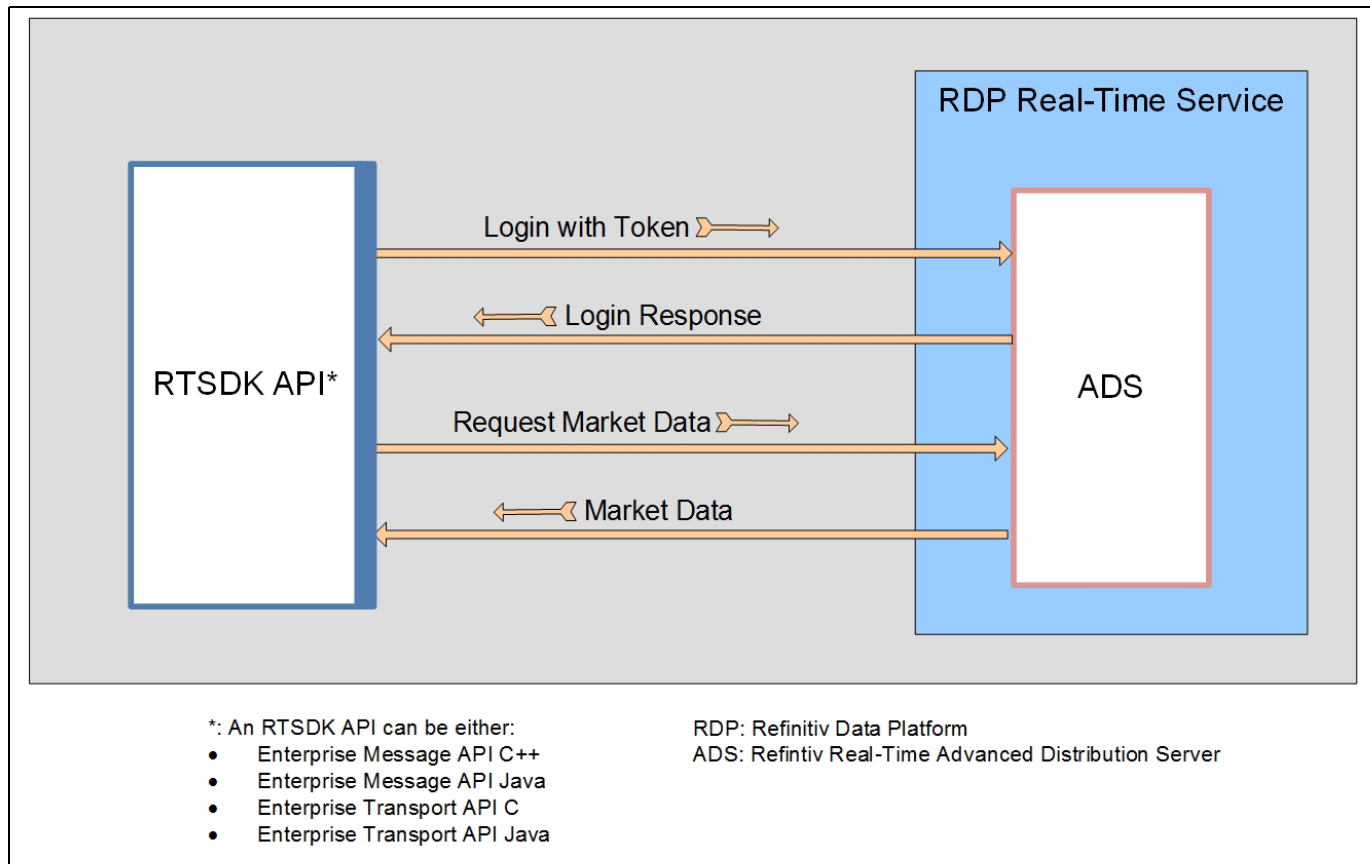 RDP Real-Time Service
Login with Token
Login Response
RTSDK API*
ADS
Request Market Data
Market Data
*: An RTSDK API can be either:
• Enterprise Message API C++
• Enterprise Message API Java
• Enterprise Transport API C
• Enterprise Transport API Java
RDP: Refinitiv Data Platform
ADS: Refintiv Real-Time Advanced Distribution Server